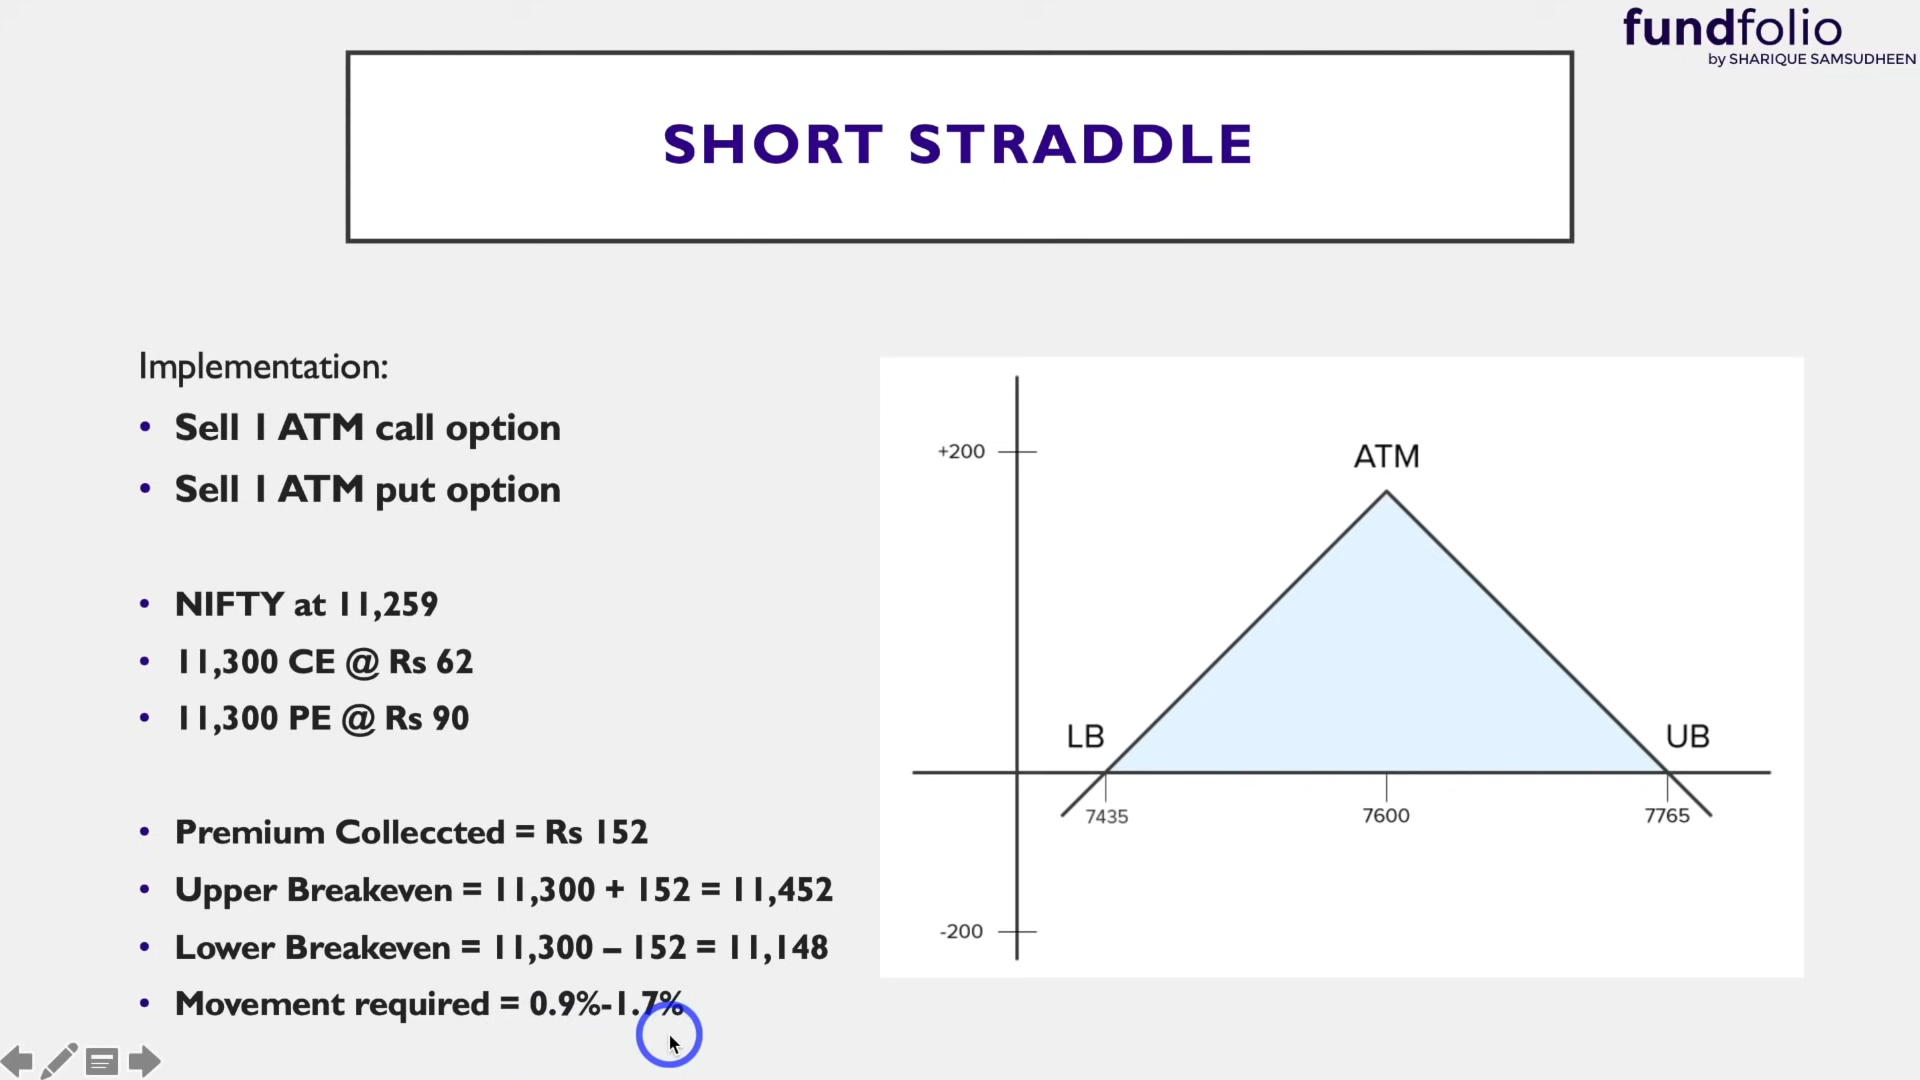 fundfolio
by SHARIQUE SAMSUDHEEN
SHORT STRADDLE
Implementation:
• Sell 1 ATM call option
• Sell 1 ATM put option
• NIFTY at 11,259
• 11,300 CE @ Rs 62
• 11,300 PE @ Rs 90
• Premium Colleccted = Rs 152
• Upper Breakeven = 11,300 + 152 = 11,452
• Lower Breakeven = 11,300 – 152 = 11,148
• Movement required = 0.9%-1.7%
+200
ATM
LB
UB
7435
7600
7765
-200